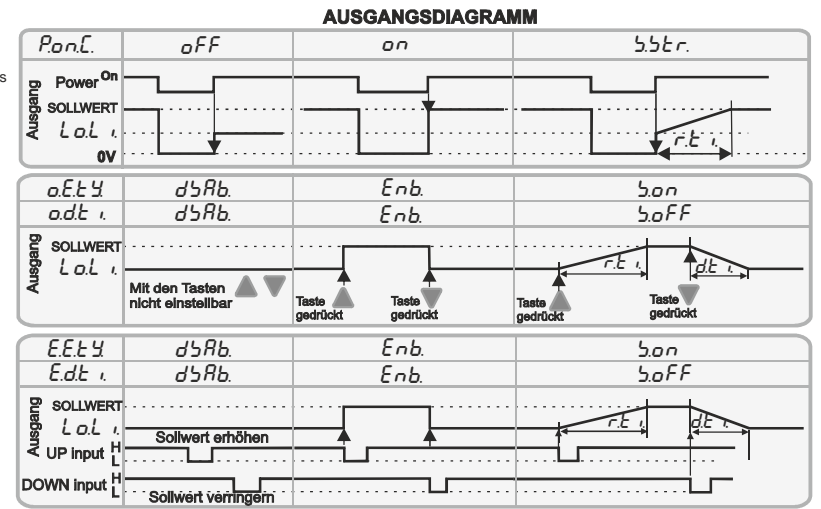 AUSGANGSDIAGRAMM
P.on.C. oFF on S.Str.
s
Power On
Ausgang
SOLLWERT
L o.L i.
0V
r.t i.
o.E.t Y. dSAb. Enb. S.on
o.d.t i. dSAb. Enb. S.oFF
Ausgang
SOLLWERT
L o.L i.
r.t i. d.t i.
Mit den Tasten
nicht einstellbar
Taste
gedrückt
Taste
gedrückt
Taste
gedrückt
Taste
gedrückt
E.E.t Y. dSAb. Enb. S.on
E.d.t i. dSAb. Enb. S.oFF
Ausgang
SOLLWERT
L o.L i.
r.t i. d.t i.
Sollwert erhöhen
UP input H
L
DOWN input H
L
Sollwert verringern